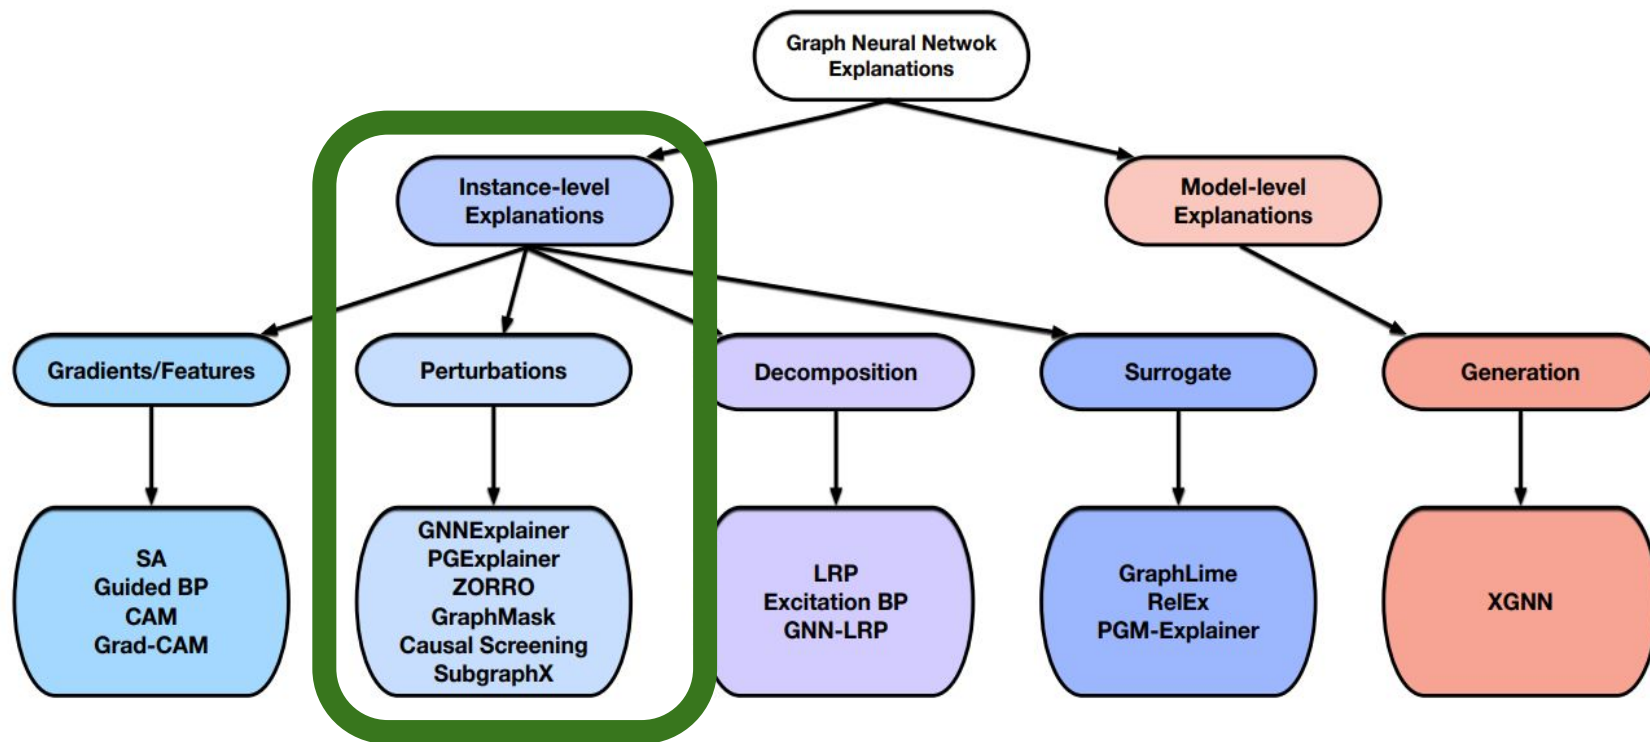 Graph Neural Netwok
Explanations
Instance-level
Explanations
Model-level
Explanations
Gradients/Features
Perturbations
Decomposition
Surrogate
Generation
SA
Guided BP
CAM
Grad-CAM
GNNExplainer
PGExplainer
ZORRO
GraphMask
Causal Screening
SubgraphX
LRP
Excitation BP
GNN-LRP
GraphLime
RelEx
PGM-Explainer
XGNN